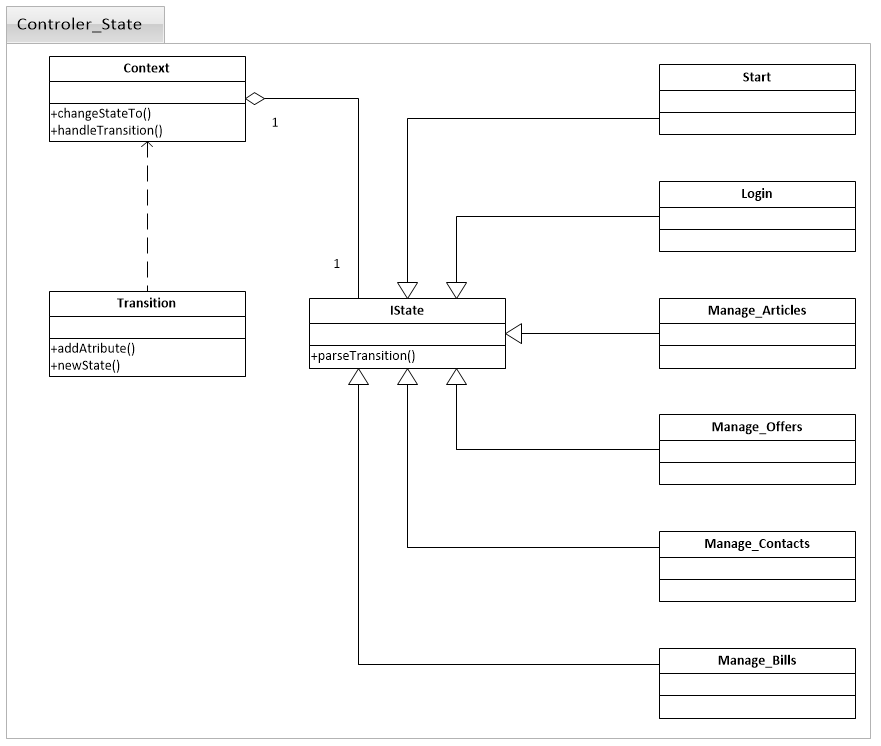 Controler_State
Context
+changeStateTo()
+handleTransition()
1
1
Transition
+addAtribute()
+newState()
IState
+parseTransition()
Start
Login
Manage_Articles
Manage_Offers
Manage_Contacts
Manage_Bills